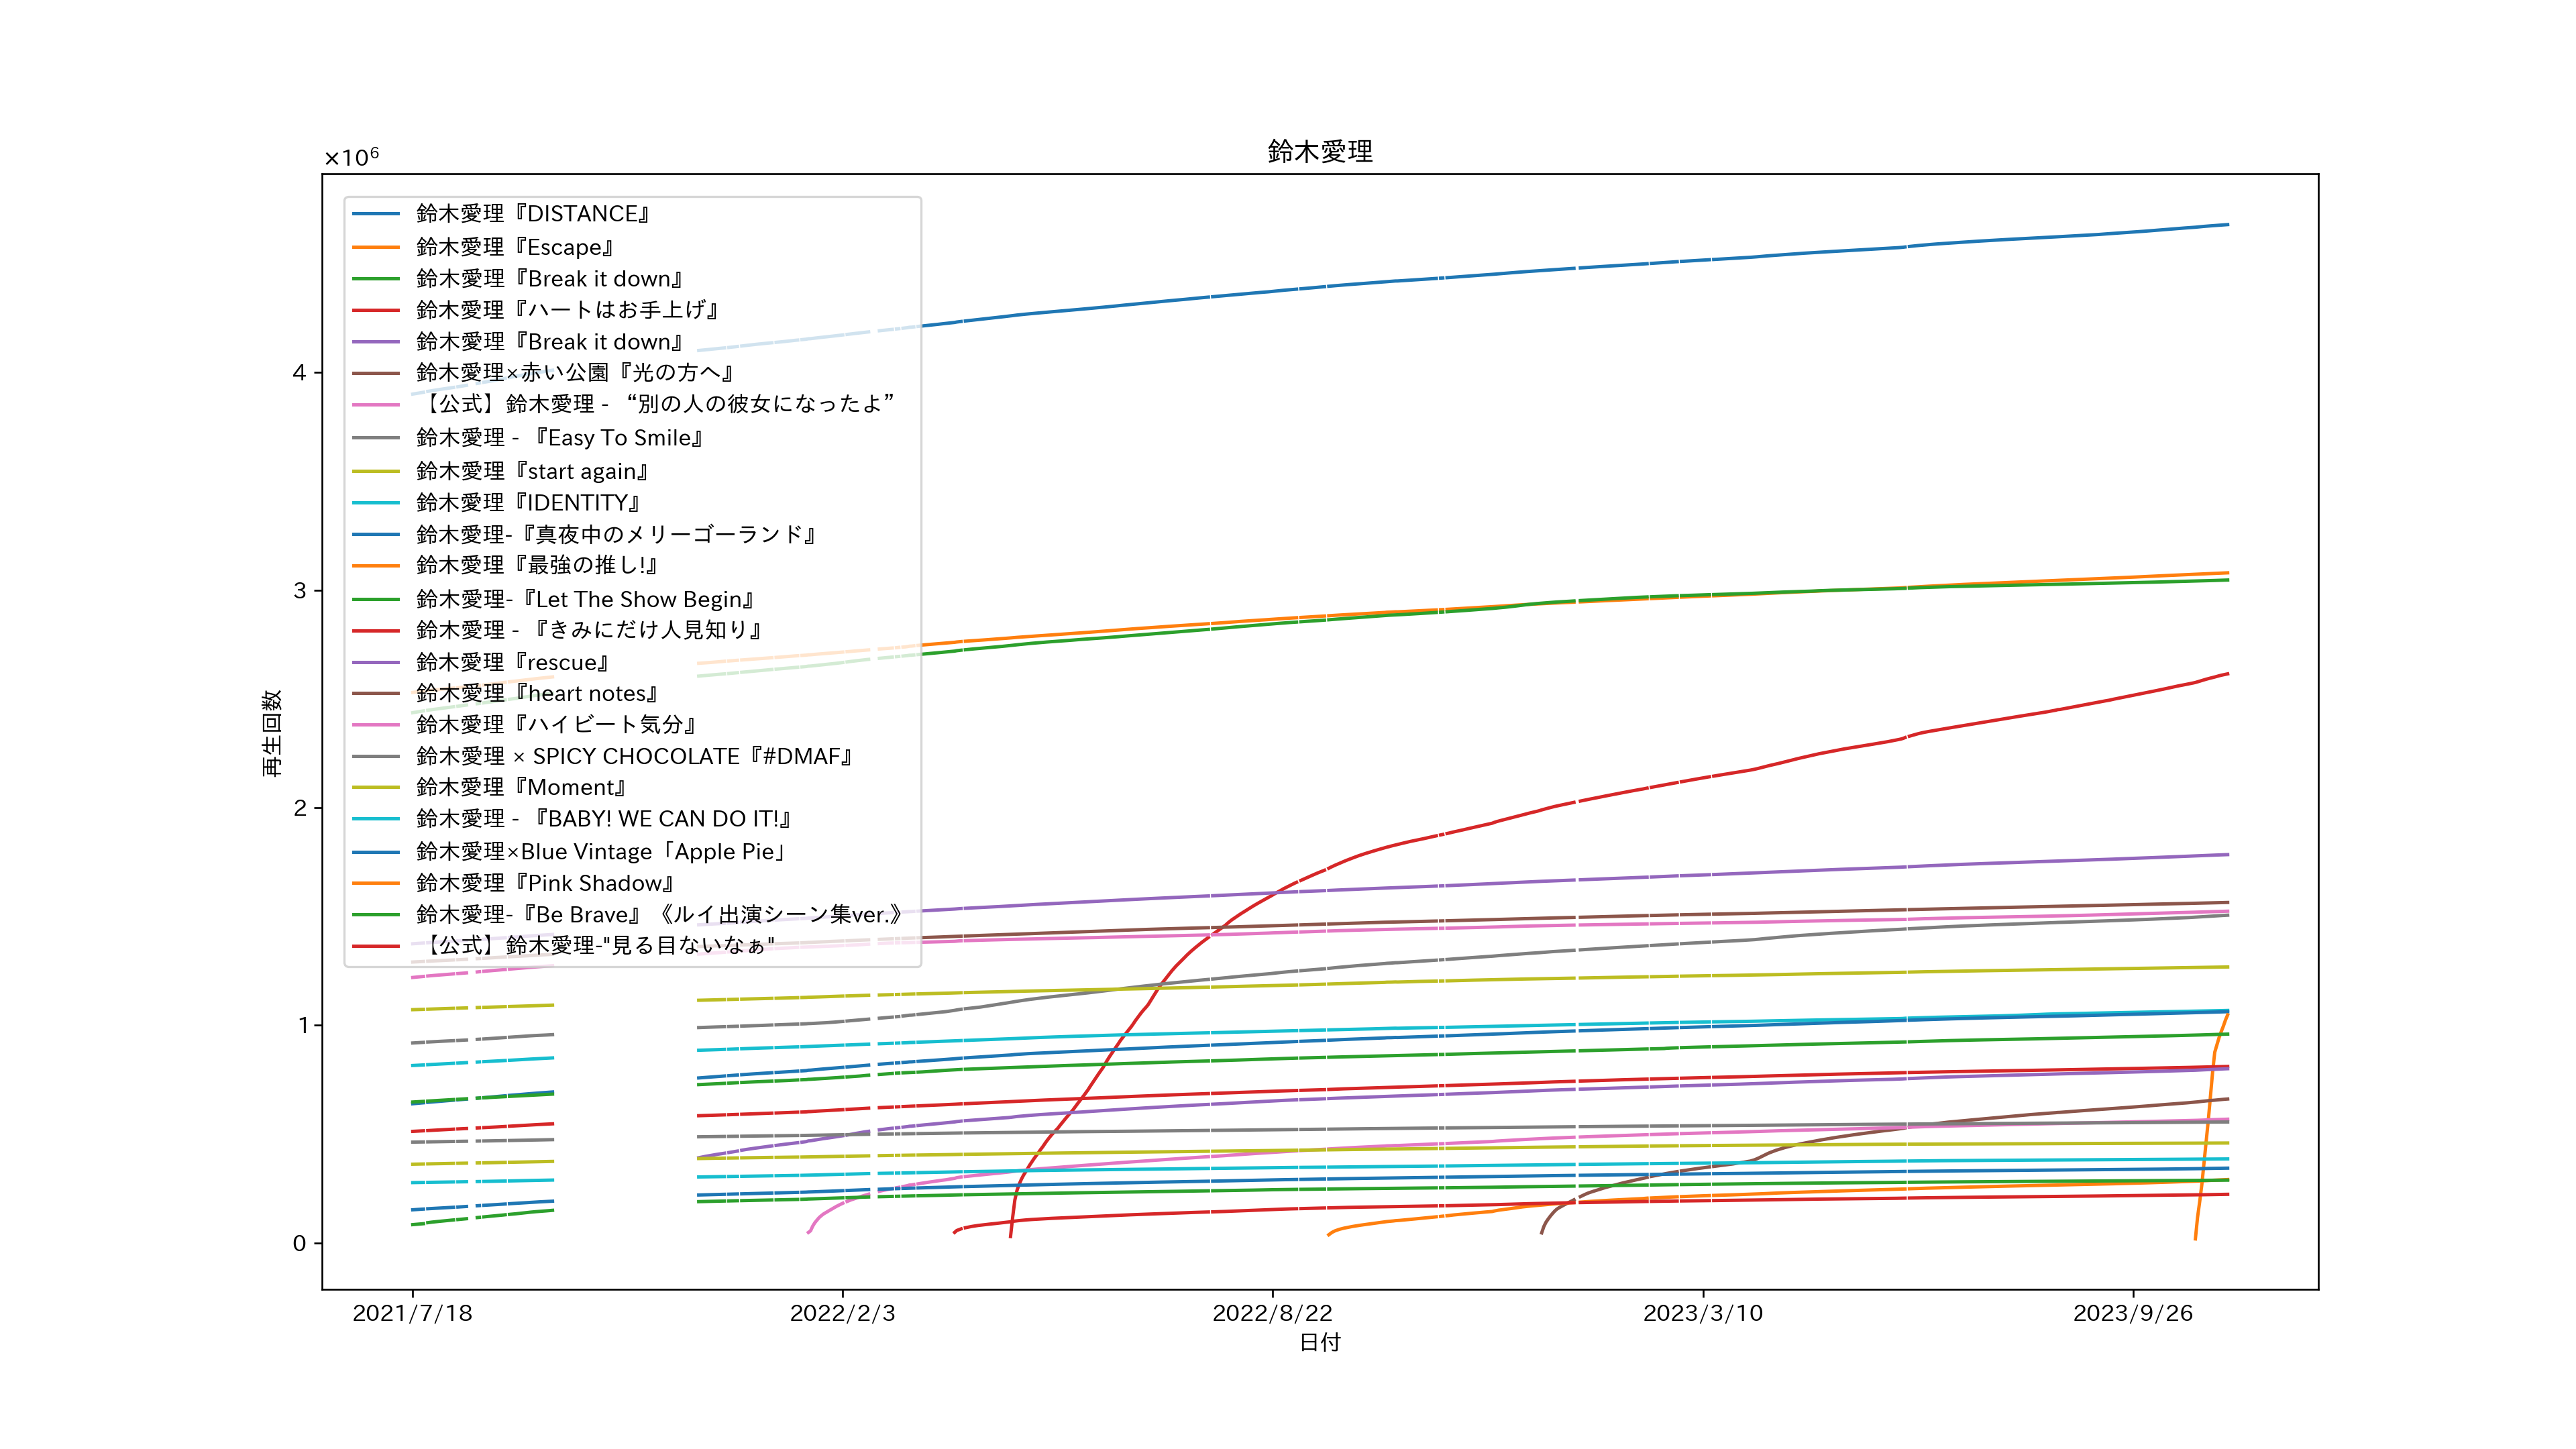 鈴木愛理
×10⁶
鈴木愛理『DISTANCE』
鈴木愛理『Escape』
鈴木愛理『Break it down』
鈴木愛理『ハートはお手上げ』
鈴木愛理『Break it down』
鈴木愛理×赤い公園『光の方へ』
【公式】鈴木愛理 - “別の人の彼女になったよ”
鈴木愛理 - 『Easy To Smile』
鈴木愛理『start again』
鈴木愛理『IDENTITY』
鈴木愛理-『真夜中のメリーゴーランド』
鈴木愛理『最強の推し!』
鈴木愛理-『Let The Show Begin』
鈴木愛理 - 『きみにだけ人見知り』
鈴木愛理『rescue』
鈴木愛理『heart notes』
鈴木愛理『ハイビート気分』
鈴木愛理 × SPICY CHOCOLATE『#DMAF』
鈴木愛理『Moment』
鈴木愛理 - 『BABY! WE CAN DO IT!』
鈴木愛理×Blue Vintage「Apple Pie」
鈴木愛理『Pink Shadow』
鈴木愛理-『Be Brave』《ルイ出演シーン集ver.》
【公式】鈴木愛理-"見る目ないなぁ"
再生回数
4
3
2
1
0
2021/7/18 2022/2/3 2022/8/22 2023/3/10 2023/9/26
日付